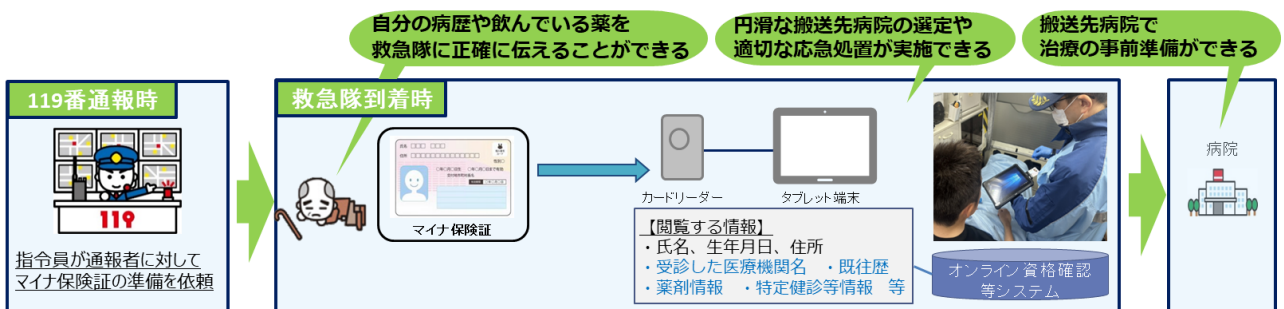 自分の病歴や飲んでいる薬を
救急隊に正確に伝えることができる
円滑な搬送先病院の選定や
適切な応急処置が実施できる
搬送先病院で
治療の事前準備ができる
119番通報時
119
指令員が通報者に対して
マイナ保険証の準備を依頼
救急隊到着時
マイナ保険証
カードリーダー
タブレット端末
【閲覧する情報】
・氏名、生年月日、住所
・受診した医療機関名 ・既往歴
・薬剤情報 ・特定健診等情報 等
オンライン資格確認
等システム
病院